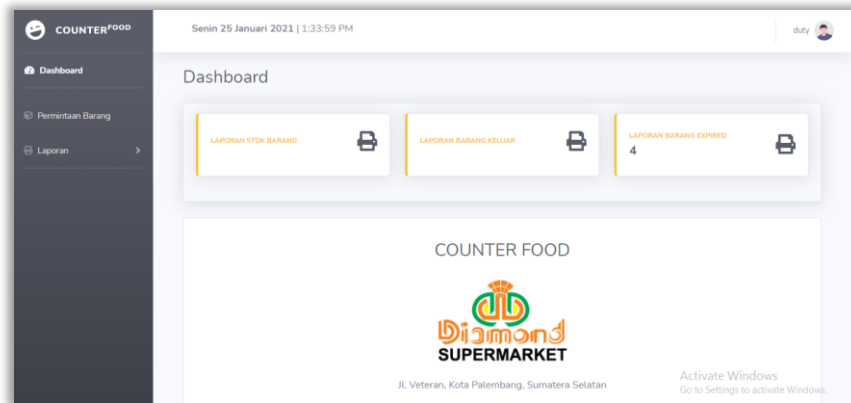 COUNTERFOOD
Senin 25 Januari 2021 | 1:33:59 PM
duty
Dashboard
Dashboard
Permintaan Barang
Laporan
LAPORAN STOK BARANG
LAPORAN BARANG KELUAR
LAPORAN BARANG EXPIRED
4
COUNTER FOOD
Diamond
SUPERMARKET
Jl. Veteran, Kota Palembang, Sumatera Selatan
Activate Windows
Go to Settings to activate Windows.